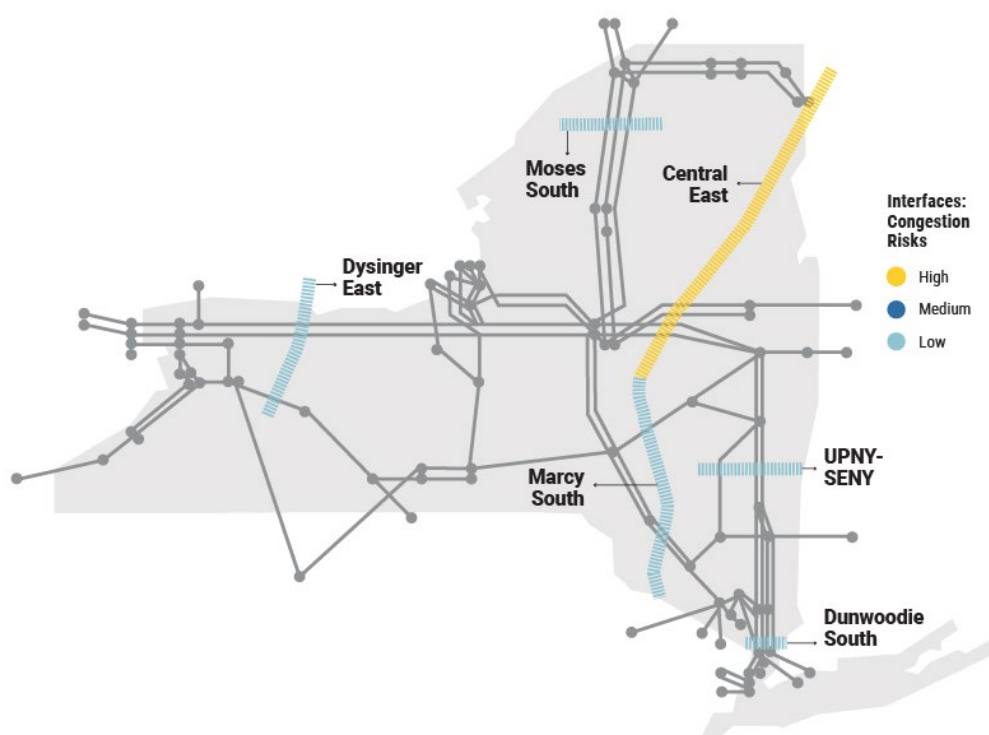 Moses
South
Central
East
Interfaces:
Congestion
Risks
High
Medium
Low
Dysinger
East
Marcy
South
UPNY-
SENY
Dunwoodie
South